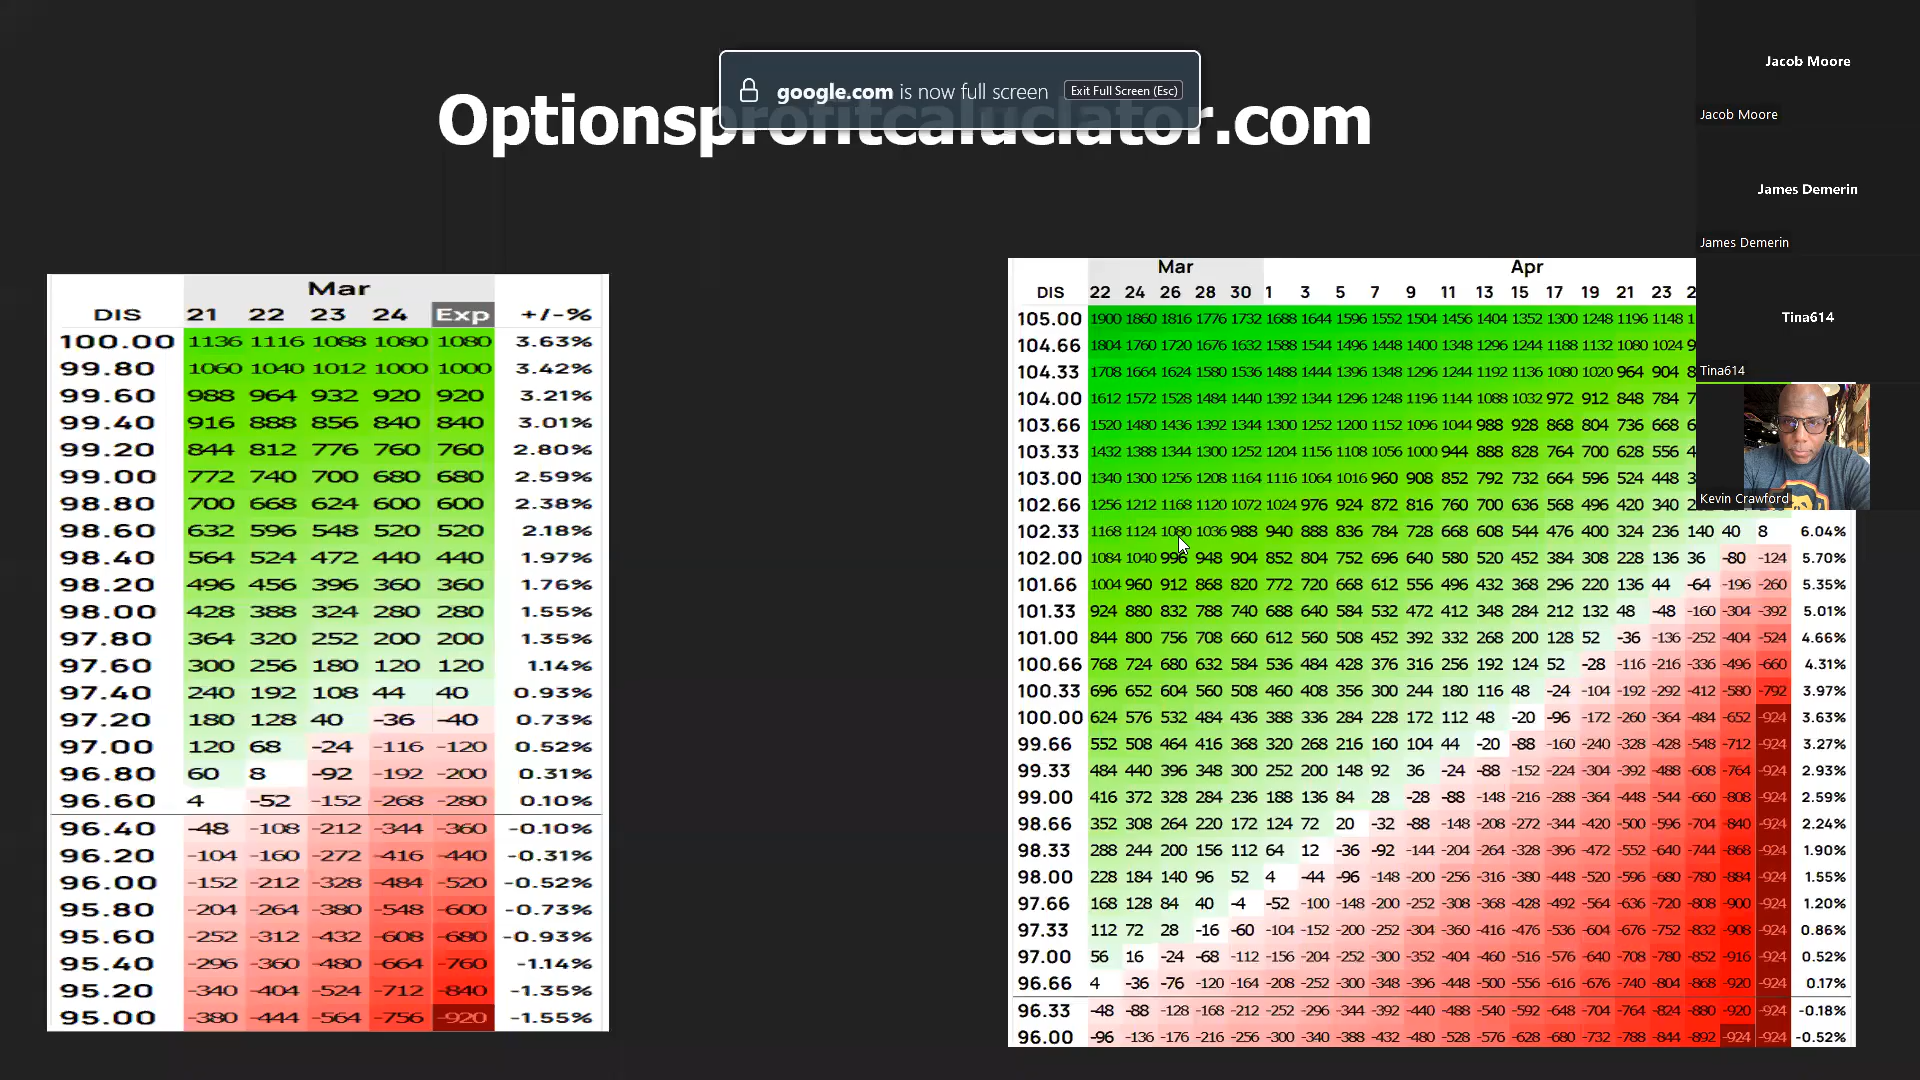 google.com is now full screen Exit Full Screen (Esc)
Optionsprofitcaluclator.com
Jacob Moore
Jacob Moore
James Demerin
James Demerin
Tina614
Tina614
Kevin Crawford
Mar
DIS 21 22 23 24 Exp +/-%
100.00 1136 1116 1088 1080 1080 3.63%
99.80 1060 1040 1012 1000 1000 3.42%
99.60 988 964 932 920 920 3.21%
99.40 916 888 856 840 840 3.01%
99.20 844 812 776 760 760 2.80%
99.00 772 740 700 680 680 2.59%
98.80 700 668 624 600 600 2.38%
98.60 632 596 548 520 520 2.18%
98.40 564 524 472 440 440 1.97%
98.20 496 456 396 360 360 1.76%
98.00 428 388 324 280 280 1.55%
97.80 364 320 252 200 200 1.35%
97.60 300 256 180 120 120 1.14%
97.40 240 192 108 44 40 0.93%
97.20 180 128 40 -36 -40 0.73%
97.00 120 68 -24 -116 -120 0.52%
96.80 60 8 -92 -192 -200 0.31%
96.60 4 -52 -152 -268 -280 0.10%
96.40 -48 -108 -212 -344 -360 -0.10%
96.20 -104 -160 -272 -416 -440 -0.31%
96.00 -152 -212 -328 -484 -520 -0.52%
95.80 -204 -264 -380 -548 -600 -0.73%
95.60 -252 -312 -432 -608 -680 -0.93%
95.40 -296 -360 -480 -664 -760 -1.14%
95.20 -340 -404 -524 -712 -840 -1.35%
95.00 -380 -444 -564 -756 -920 -1.55%
Mar Apr
DIS 22 24 26 28 30 1 3 5 7 9 11 13 15 17 19 21 23 2
105.00 1900 1860 1816 1776 1732 1688 1644 1596 1552 1504 1456 1404 1352 1300 1248 1196 1148 1
104.66 1804 1760 1720 1676 1632 1588 1544 1496 1448 1400 1348 1296 1244 1188 1132 1080 1024 9
104.33 1708 1664 1624 1580 1536 1488 1444 1396 1348 1296 1244 1192 1136 1080 1020 964 904 8
104.00 1612 1572 1528 1484 1440 1392 1344 1296 1248 1196 1144 1088 1032 972 912 848 784 7
103.66 1520 1480 1436 1392 1344 1300 1252 1200 1152 1096 1044 988 928 868 804 736 668 6
103.33 1432 1388 1344 1300 1252 1204 1156 1108 1056 1000 944 888 828 764 700 628 556 4
103.00 1340 1300 1256 1208 1164 1116 1064 1016 960 908 852 792 732 664 596 524 448 3
102.66 1256 1212 1168 1120 1072 1024 976 924 872 816 760 700 636 568 496 420 340
102.33 1168 1124 1080 1036 988 940 888 836 784 728 668 608 544 476 400 324 236 140 40 8 6.04%
102.00 1084 1040 996 948 904 852 804 752 696 640 580 520 452 384 308 228 136 36 -80 -124 5.70%
101.66 1004 960 912 868 820 772 720 668 612 556 496 432 368 296 220 136 44 -64 -196 -260 5.35%
101.33 924 880 832 788 740 688 640 584 532 472 412 348 284 212 132 48 -48 -160 -304 -392 5.01%
101.00 844 800 756 708 660 612 560 508 452 392 332 268 200 128 52 -36 -136 -252 -404 -524 4.66%
100.66 768 724 680 632 584 536 484 428 376 316 256 192 124 52 -28 -116 -216 -336 -496 -660 4.31%
100.33 696 652 604 560 508 460 408 356 300 244 180 116 48 -24 -104 -192 -292 -412 -580 -792 3.97%
100.00 624 576 532 484 436 388 336 284 228 172 112 48 -20 -96 -172 -260 -364 -484 -652 -924 3.63%
99.66 552 508 464 416 368 320 268 216 160 104 44 -20 -88 -160 -240 -328 -428 -548 -712 -924 3.27%
99.33 484 440 396 348 300 252 200 148 92 36 -24 -88 -152 -224 -304 -392 -488 -608 -764 -924 2.93%
99.00 416 372 328 284 236 188 136 84 28 -28 -88 -148 -216 -288 -364 -448 -544 -660 -808 -924 2.59%
98.66 352 308 264 220 172 124 72 20 -32 -88 -148 -208 -272 -344 -420 -500 -596 -704 -840 -924 2.24%
98.33 288 244 200 156 112 64 12 -36 -92 -144 -204 -264 -328 -396 -472 -552 -640 -744 -868 -924 1.90%
98.00 228 184 140 96 52 4 -44 -96 -148 -200 -256 -316 -380 -448 -520 -596 -680 -780 -884 -924 1.55%
97.66 168 128 84 40 -4 -52 -100 -148 -200 -252 -308 -368 -428 -492 -564 -636 -720 -808 -900 -924 1.20%
97.33 112 72 28 -16 -60 -104 -152 -200 -252 -304 -360 -416 -476 -536 -604 -676 -752 -832 -908 -924 0.86%
97.00 56 16 -24 -68 -112 -156 -204 -252 -300 -352 -404 -460 -516 -576 -640 -708 -780 -852 -916 -924 0.52%
96.66 4 -36 -76 -120 -164 -208 -252 -300 -348 -396 -448 -500 -556 -616 -676 -740 -804 -868 -920 -924 0.17%
96.33 -48 -88 -128 -168 -212 -252 -296 -344 -392 -440 -488 -540 -592 -648 -704 -764 -824 -880 -920 -924 -0.18%
96.00 -96 -136 -176 -216 -256 -300 -340 -388 -432 -480 -528 -576 -628 -680 -732 -788 -844 -892 -924 -924 -0.52%